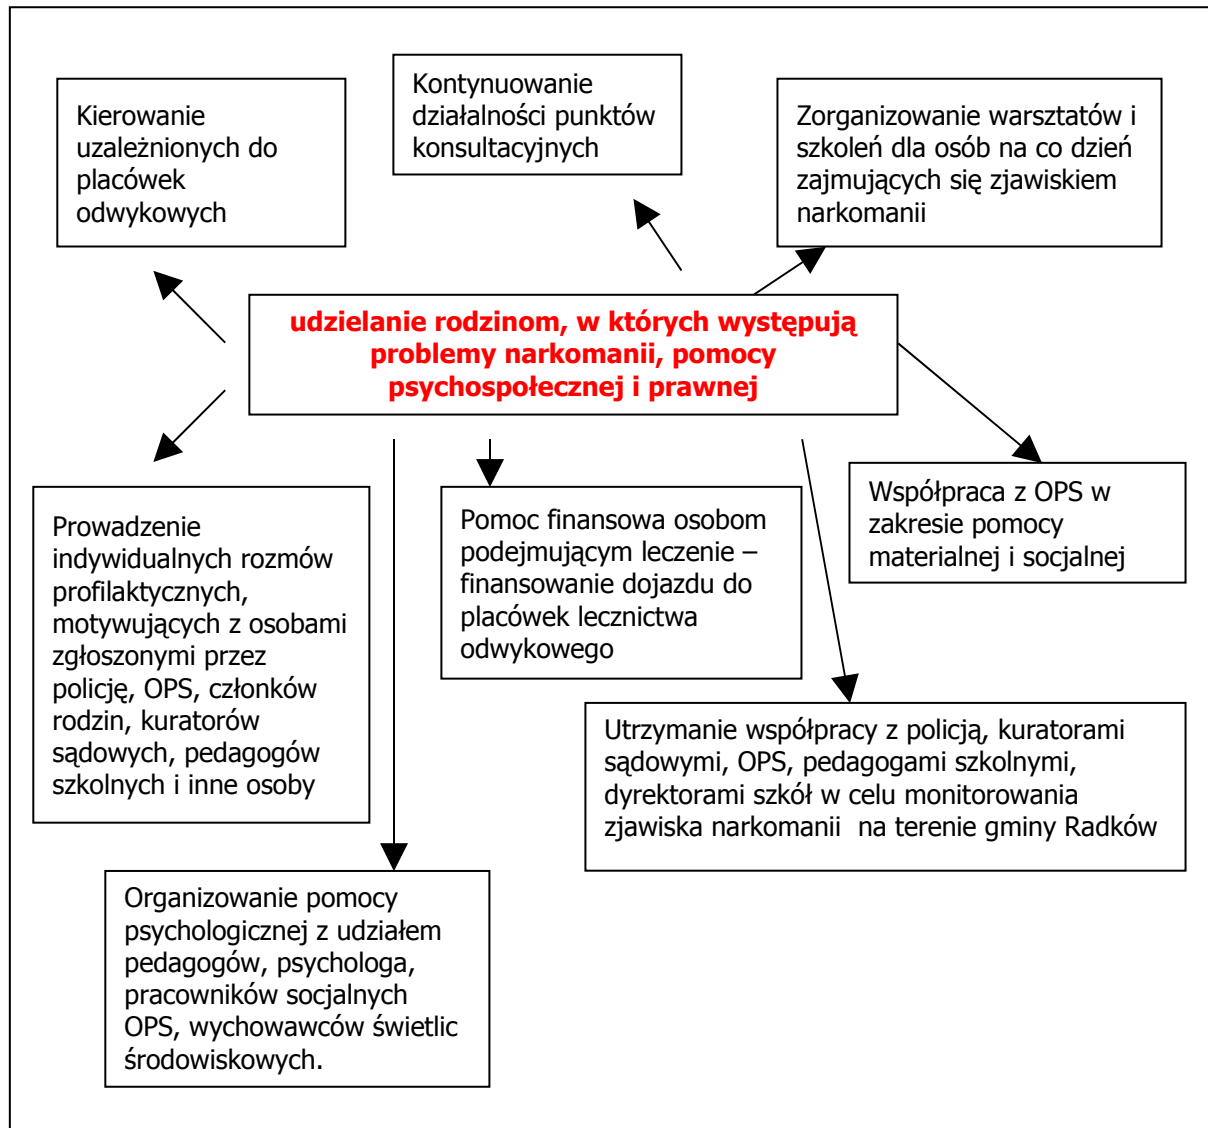 Kierowanie
uzależnionych do
placówek
odwykowych
Kontynuowanie
działalności punktów
konsultacyjnych
Zorganizowanie warsztatów i
szkoleń dla osób na co dzień
zajmujących się zjawiskiem
narkomanii
udzielanie rodzinom, w których występują
problemy narkomanii, pomocy
psychospołecznej i prawnej
Prowadzenie
indywidualnych rozmów
profilaktycznych,
motywujących z osobami
zgłoszonymi przez
policję, OPS, członków
rodzin, kuratorów
sądowych, pedagogów
szkolnych i inne osoby
Pomoc finansowa osobom
podejmującym leczenie –
finansowanie dojazdu do
placówek lecznictwa
odwykowego
Współpraca z OPS w
zakresie pomocy
materialnej i socjalnej
Utrzymanie współpracy z policją, kuratorami
sądowymi, OPS, pedagogami szkolnymi,
dyrektorami szkół w celu monitorowania
zjawiska narkomanii  na terenie gminy Radków
Organizowanie pomocy
psychologicznej z udziałem
pedagogów, psychologa,
pracowników socjalnych
OPS, wychowawców świetlic
środowiskowych.